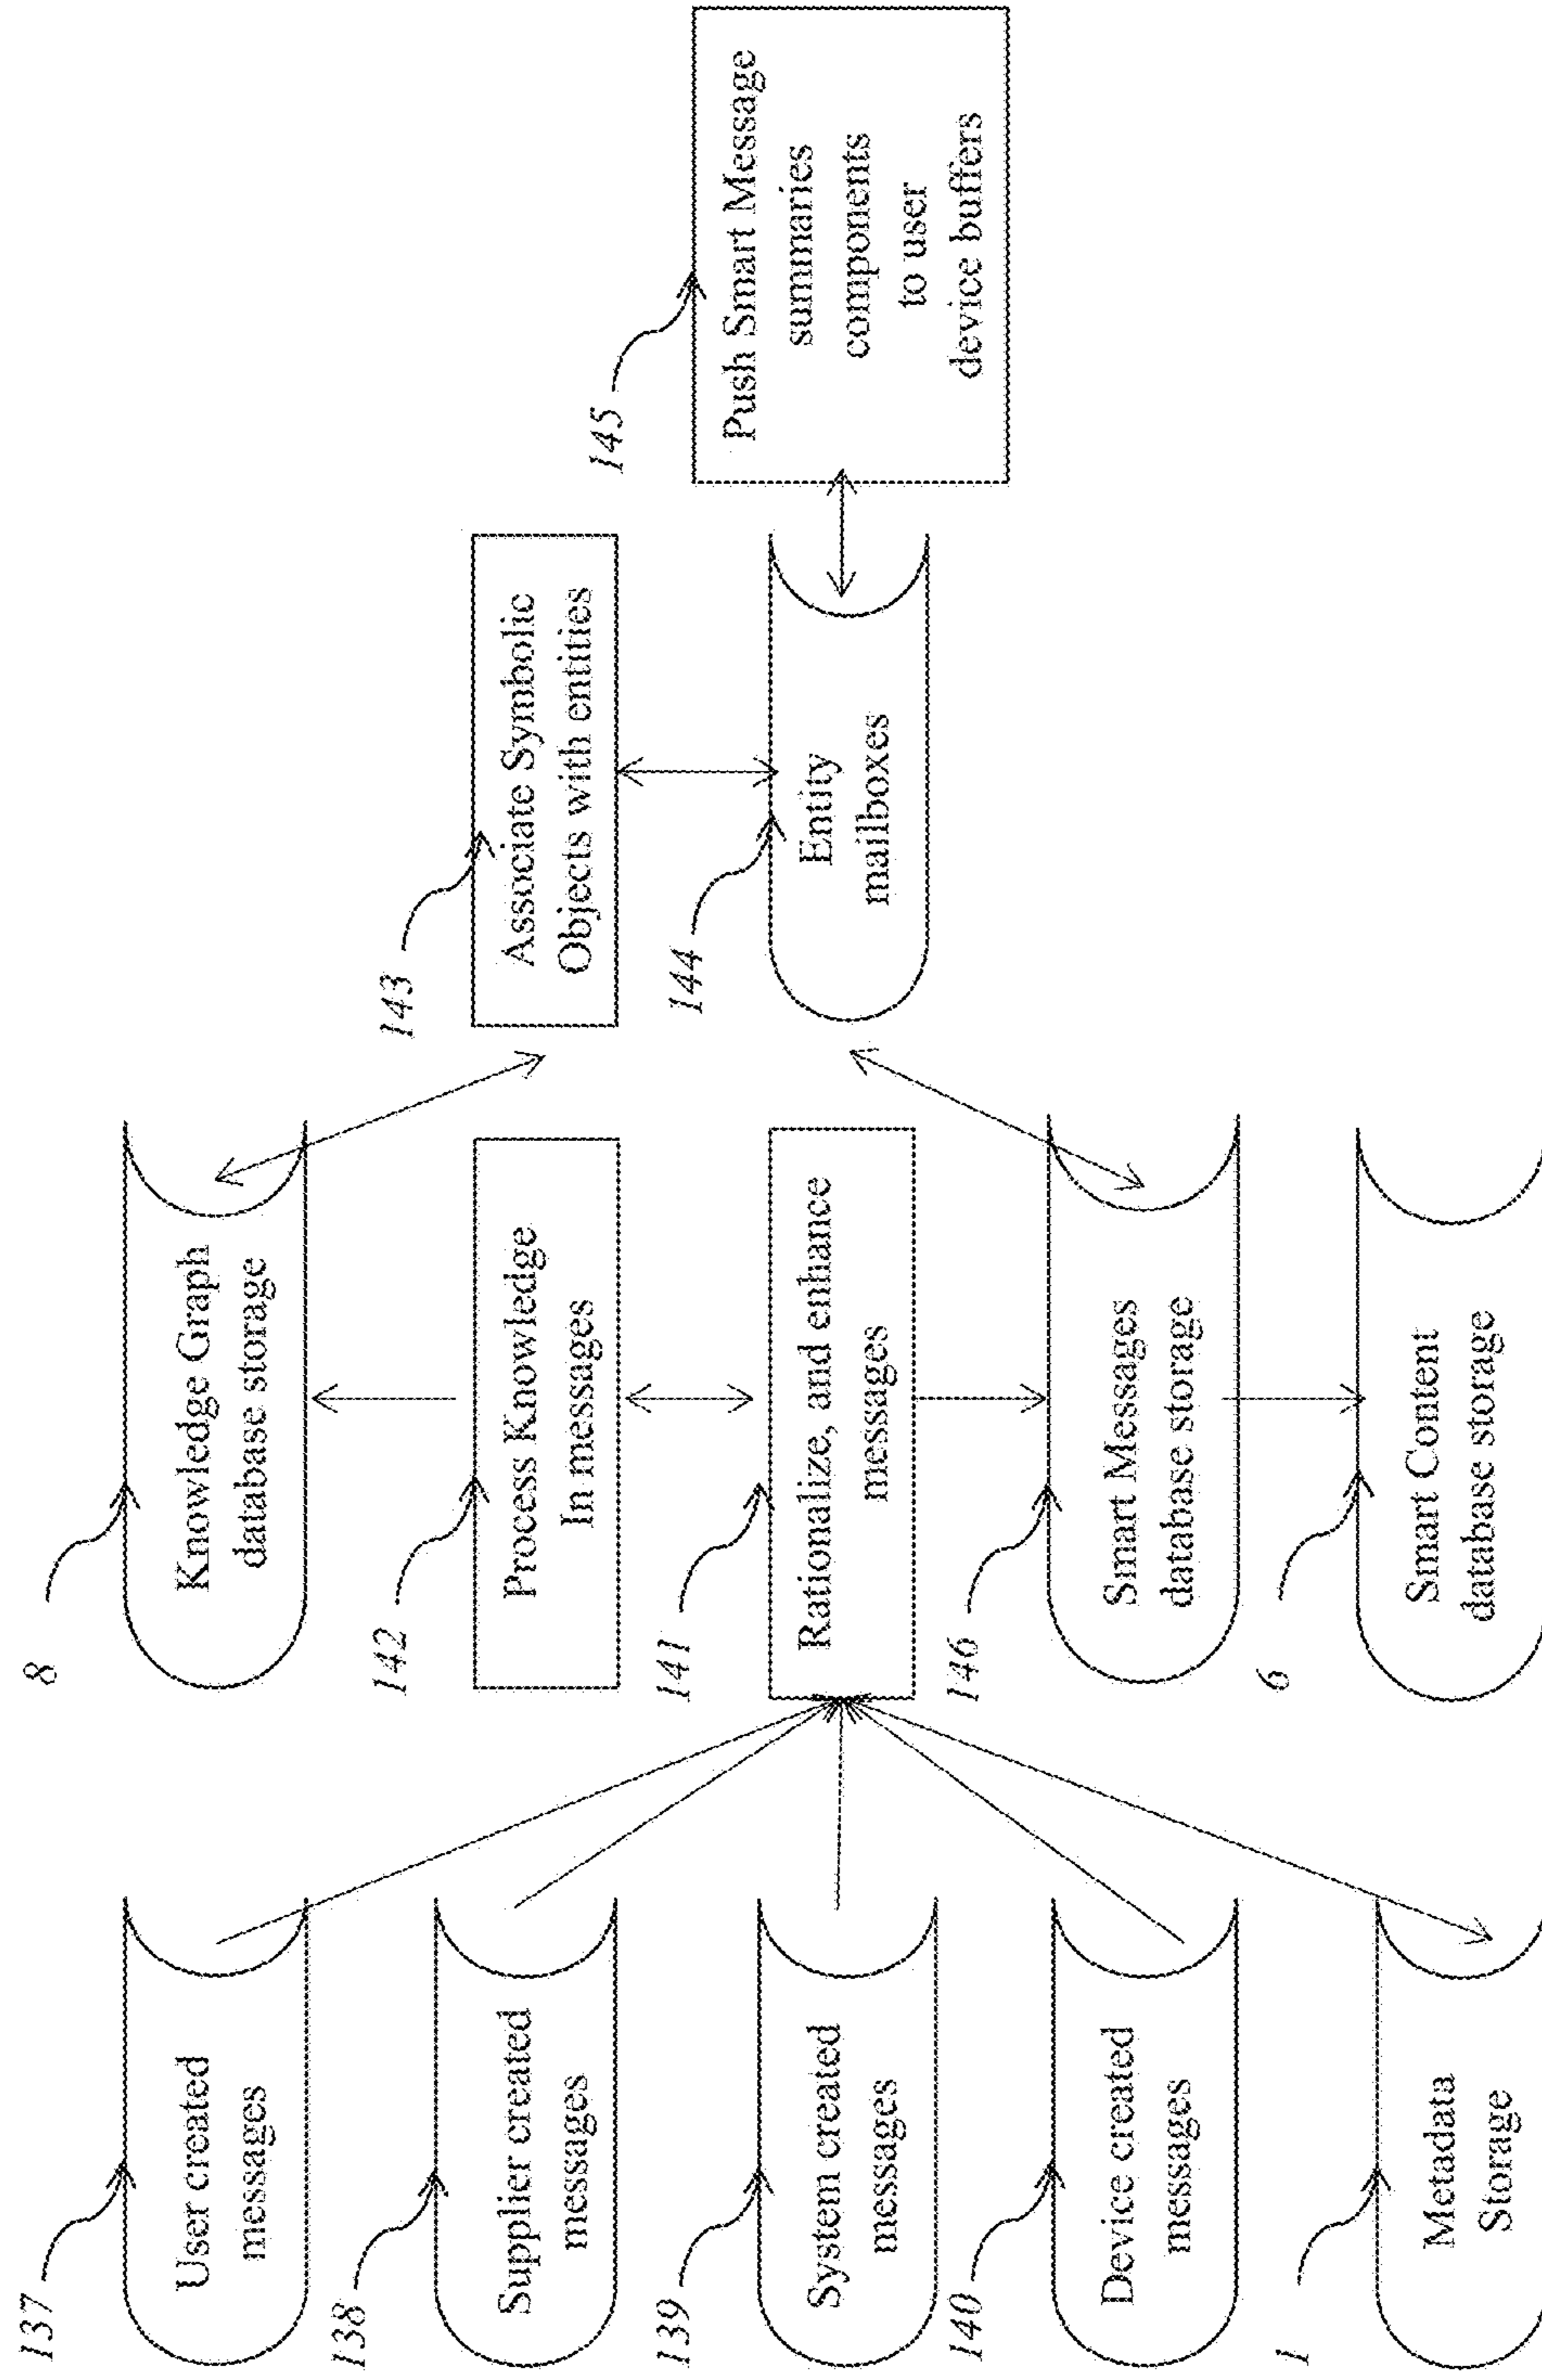 137
User created
messages
138
Supplier created
messages
139
System created
messages
140
Device created
messages
1
Metadata
Storage
8
Knowledge Graph
database storage
142
Process Knowledge
In messages
141
Rationalize, and enhance
messages
146
Smart Messages
database storage
6
Smart Content
database storage
143
Associate Symbolic
Objects with entities
144
Entity
mailboxes
145
Push Smart Message
summaries
components
to user
device buffers